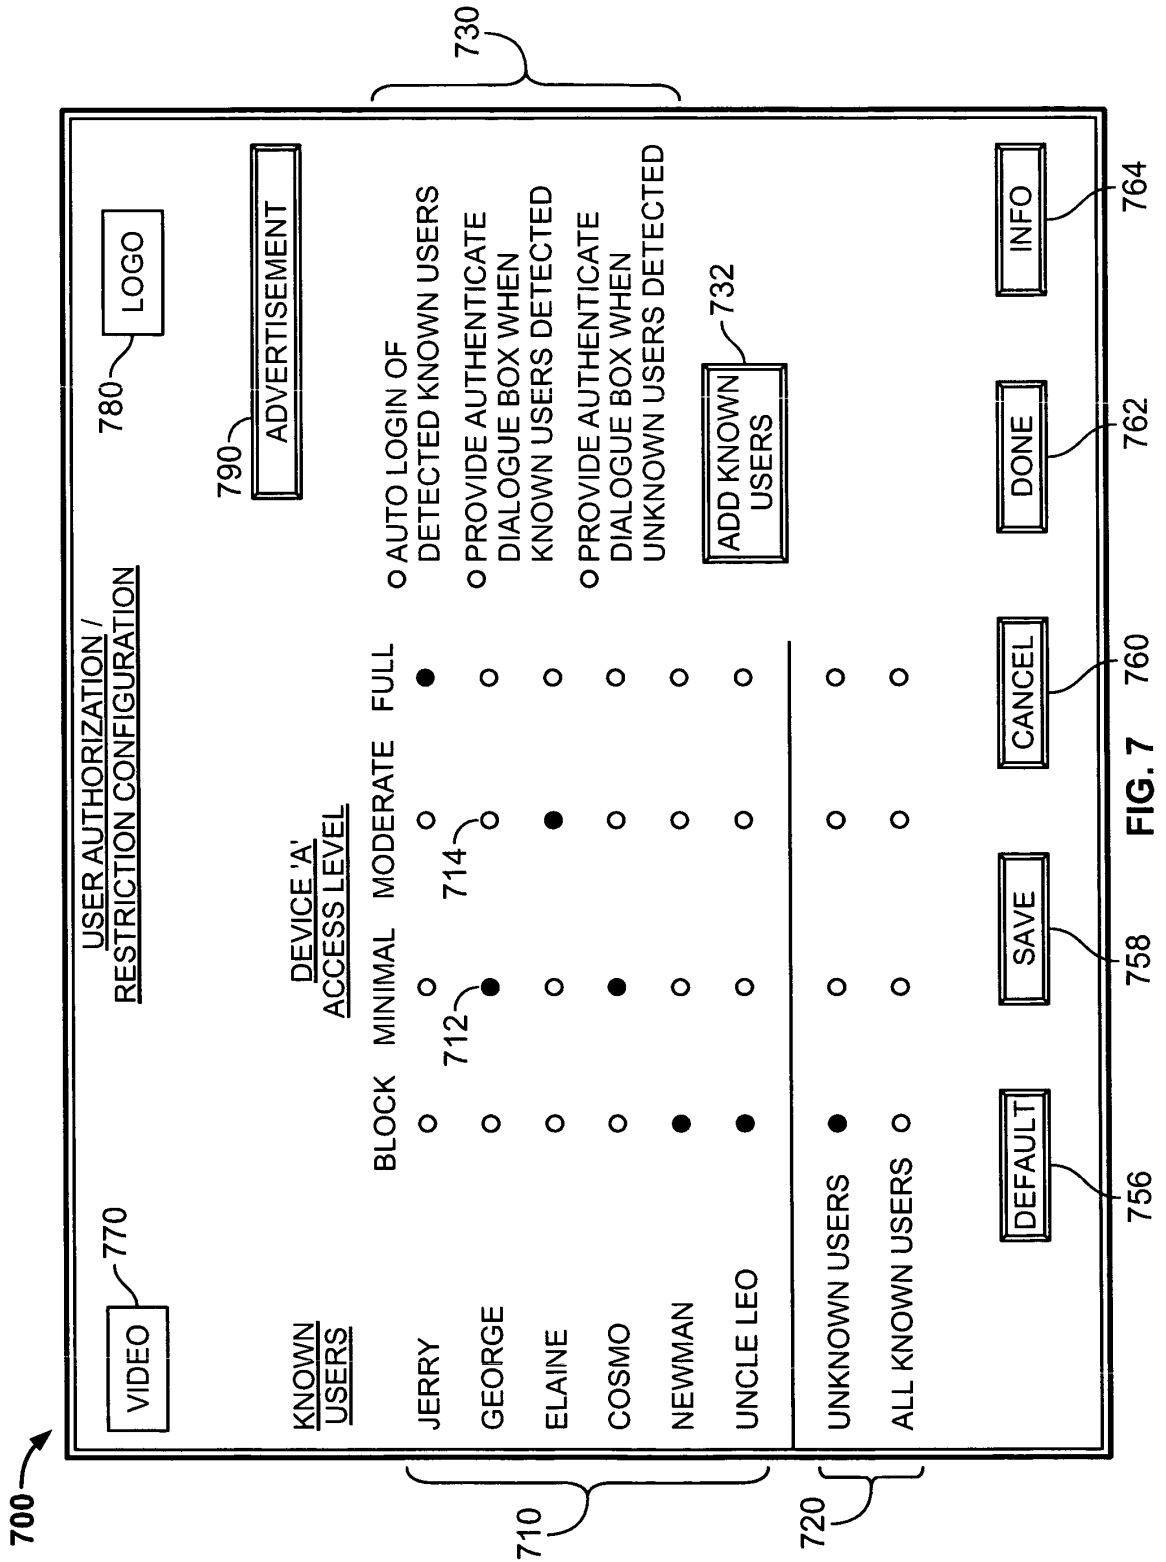 700
USER AUTHORIZATION /
RESTRICTION CONFIGURATION
VIDEO
770
780
LOGO
790
ADVERTISEMENT
KNOWN
USERS
DEVICE 'A'
ACCESS LEVEL
BLOCK MINIMAL MODERATE FULL
JERRY
GEORGE
712
714
ELAINE
COSMO
NEWMAN
UNCLE LEO
710
UNKNOWN USERS
ALL KNOWN USERS
720
AUTO LOGIN OF
DETECTED KNOWN USERS
PROVIDE AUTHENTICATE
DIALOGUE BOX WHEN
KNOWN USERS DETECTED
PROVIDE AUTHENTICATE
DIALOGUE BOX WHEN
UNKNOWN USERS DETECTED
730
ADD KNOWN
USERS
732
DEFAULT
SAVE
CANCEL
DONE
INFO
756
758
760
762
764
FIG. 7